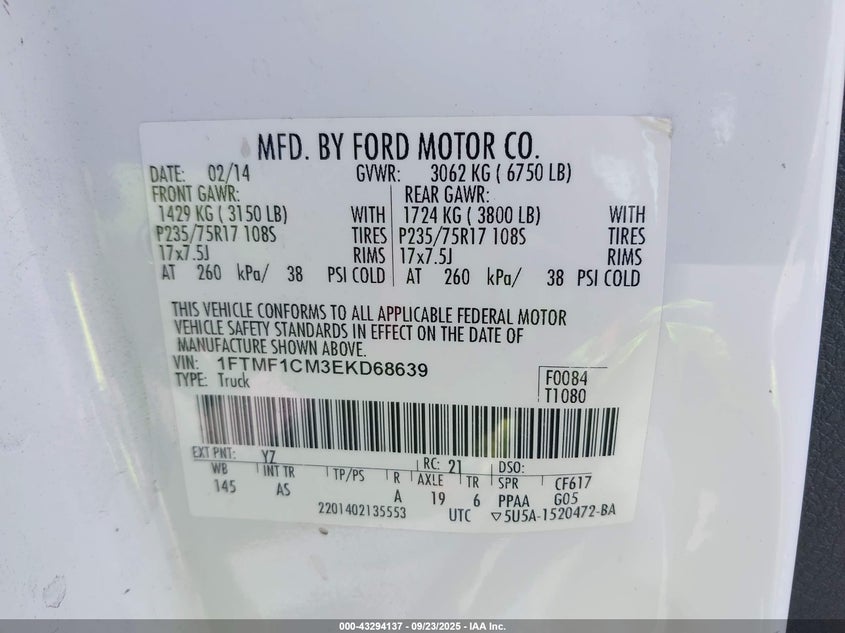 MFD. BY FORD MOTOR CO.
DATE: 02/14 GVWR: 3062 KG ( 6750 LB)
FRONT GAWR: REAR GAWR:
1429 KG ( 3150 LB) WITH 1724 KG ( 3800 LB) WITH
P235/75R17 108S TIRES P235/75R17 108S TIRES
17x7.5J RIMS 17x7.5J RIMS
AT 260 kPa/ 38 PSI COLD AT 260 kPa/ 38 PSI COLD
THIS VEHICLE CONFORMS TO ALL APPLICABLE FEDERAL MOTOR
VEHICLE SAFETY STANDARDS IN EFFECT ON THE DATE OF
MANUFACTURE SHOWN ABOVE.
VIN: 1FTMF1CM3EKD68639
TYPE: Truck
F0084
T1080
EXT PNT: YZ RC: 21 DSO:
WB INT TR TP/PS R AXLE TR SPR CF617
145 AS A 19 6 PPAA G05
2201402135553 UTC ▽5U5A-1520472-BA
000-43294137 - 09/23/2025 - IAA Inc.